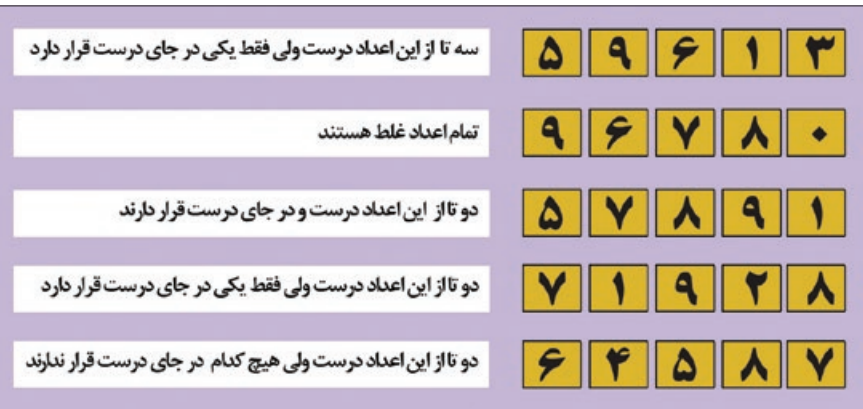 سه تا از این اعداد درست ولی فقط یکی در جای درست قرار دارد
۵ ۹ ۶ ۱ ۳
تمام اعداد غلط هستند
۹ ۶ ۷ ۸ ۰
دو تا از این اعداد درست و در جای درست قرار دارند
۵ ۷ ۸ ۹ ۱
دو تا از این اعداد درست ولی فقط یکی در جای درست قرار دارد
۷ ۱ ۹ ۲ ۸
دو تا از این اعداد درست ولی هیچ کدام در جای درست قرار ندارند
۶ ۴ ۵ ۸ ۷